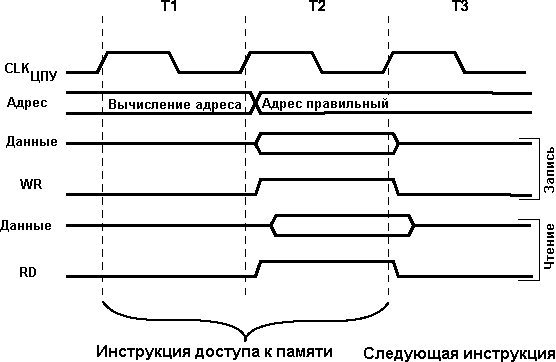 T1 T2 T3
CLKЦПУ
Адрес Вычисление адреса Адрес правильный
Данные
Запись
WR
Данные
Чтение
RD
Инструкция доступа к памяти Следующая инструкция